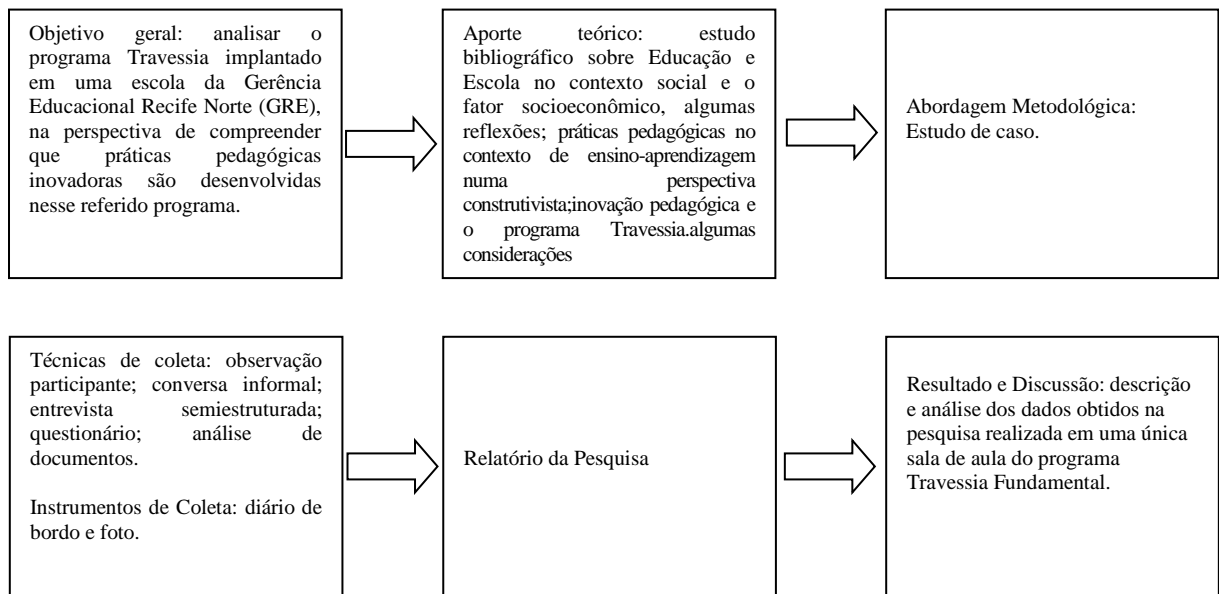 Objetivo geral: analisar o
programa Travessia implantado
em uma escola da Gerência
Educacional Recife Norte (GRE),
na perspectiva de compreender
que práticas pedagógicas
inovadoras são desenvolvidas
nesse referido programa.
Aporte teórico: estudo
bibliográfico sobre Educação e
Escola no contexto social e o
fator socioeconômico, algumas
reflexões; práticas pedagógicas no
contexto de ensino-aprendizagem
numa perspectiva
construtivista;inovação pedagógica e
o programa Travessia.algumas
considerações
Abordagem Metodológica:
Estudo de caso.
Técnicas de coleta: observação
participante; conversa informal;
entrevista semiestruturada;
questionário; análise de
documentos.
Instrumentos de Coleta: diário de
bordo e foto.
Relatório da Pesquisa
Resultado e Discussão: descrição
e análise dos dados obtidos na
pesquisa realizada em uma única
sala de aula do programa
Travessia Fundamental.